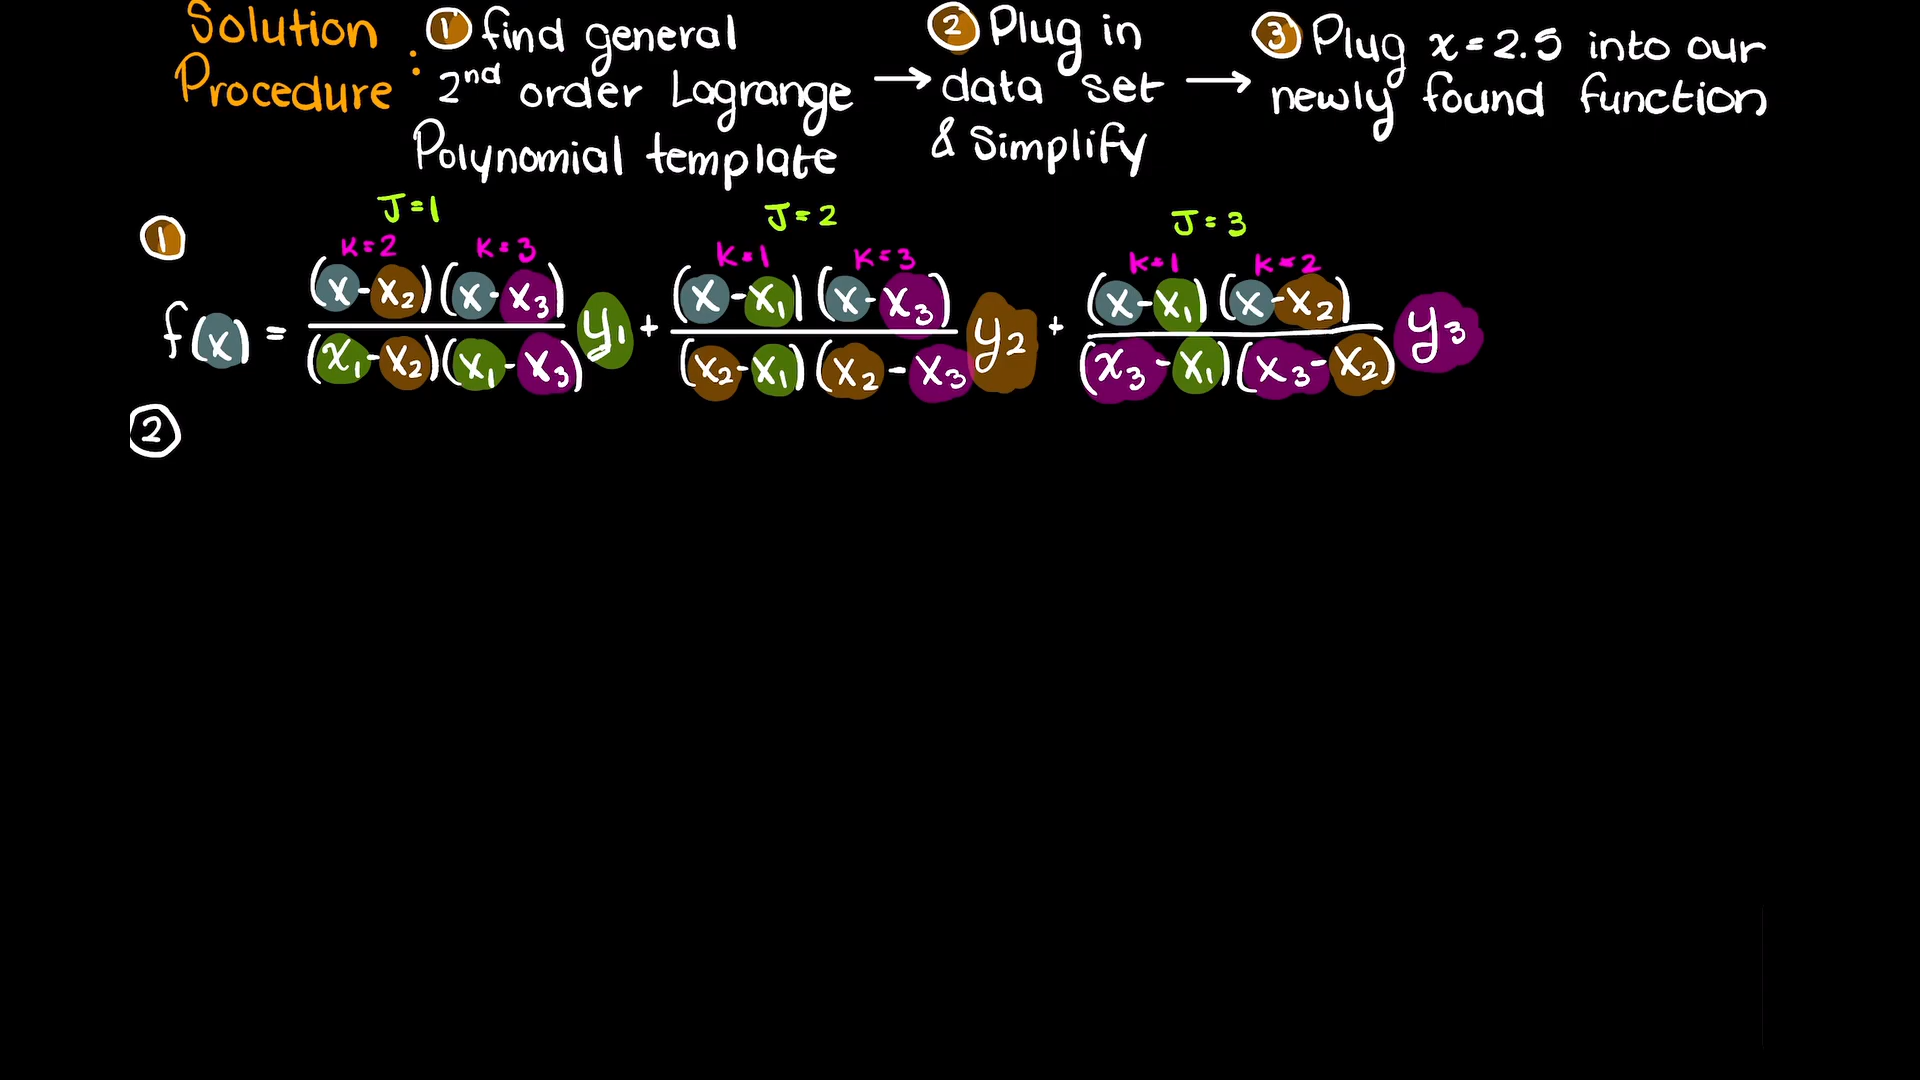 Solution Procedure :
① find general
2nd order Lagrange
Polynomial template
→ ② Plug in
data set
& Simplify
→ ③ Plug x = 2.5 into our
newly found function
①
J=1 J=2 J=3
K=2 K=3 K=1 K=3 K=1 K=2
f(x) = (x-x₂)(x-x₃) / (x₁-x₂)(x₁-x₃) y₁ + (x-x₁)(x-x₃) / (x₂-x₁)(x₂-x₃) y₂ + (x-x₁)(x-x₂) / (x₃-x₁)(x₃-x₂) y₃
②